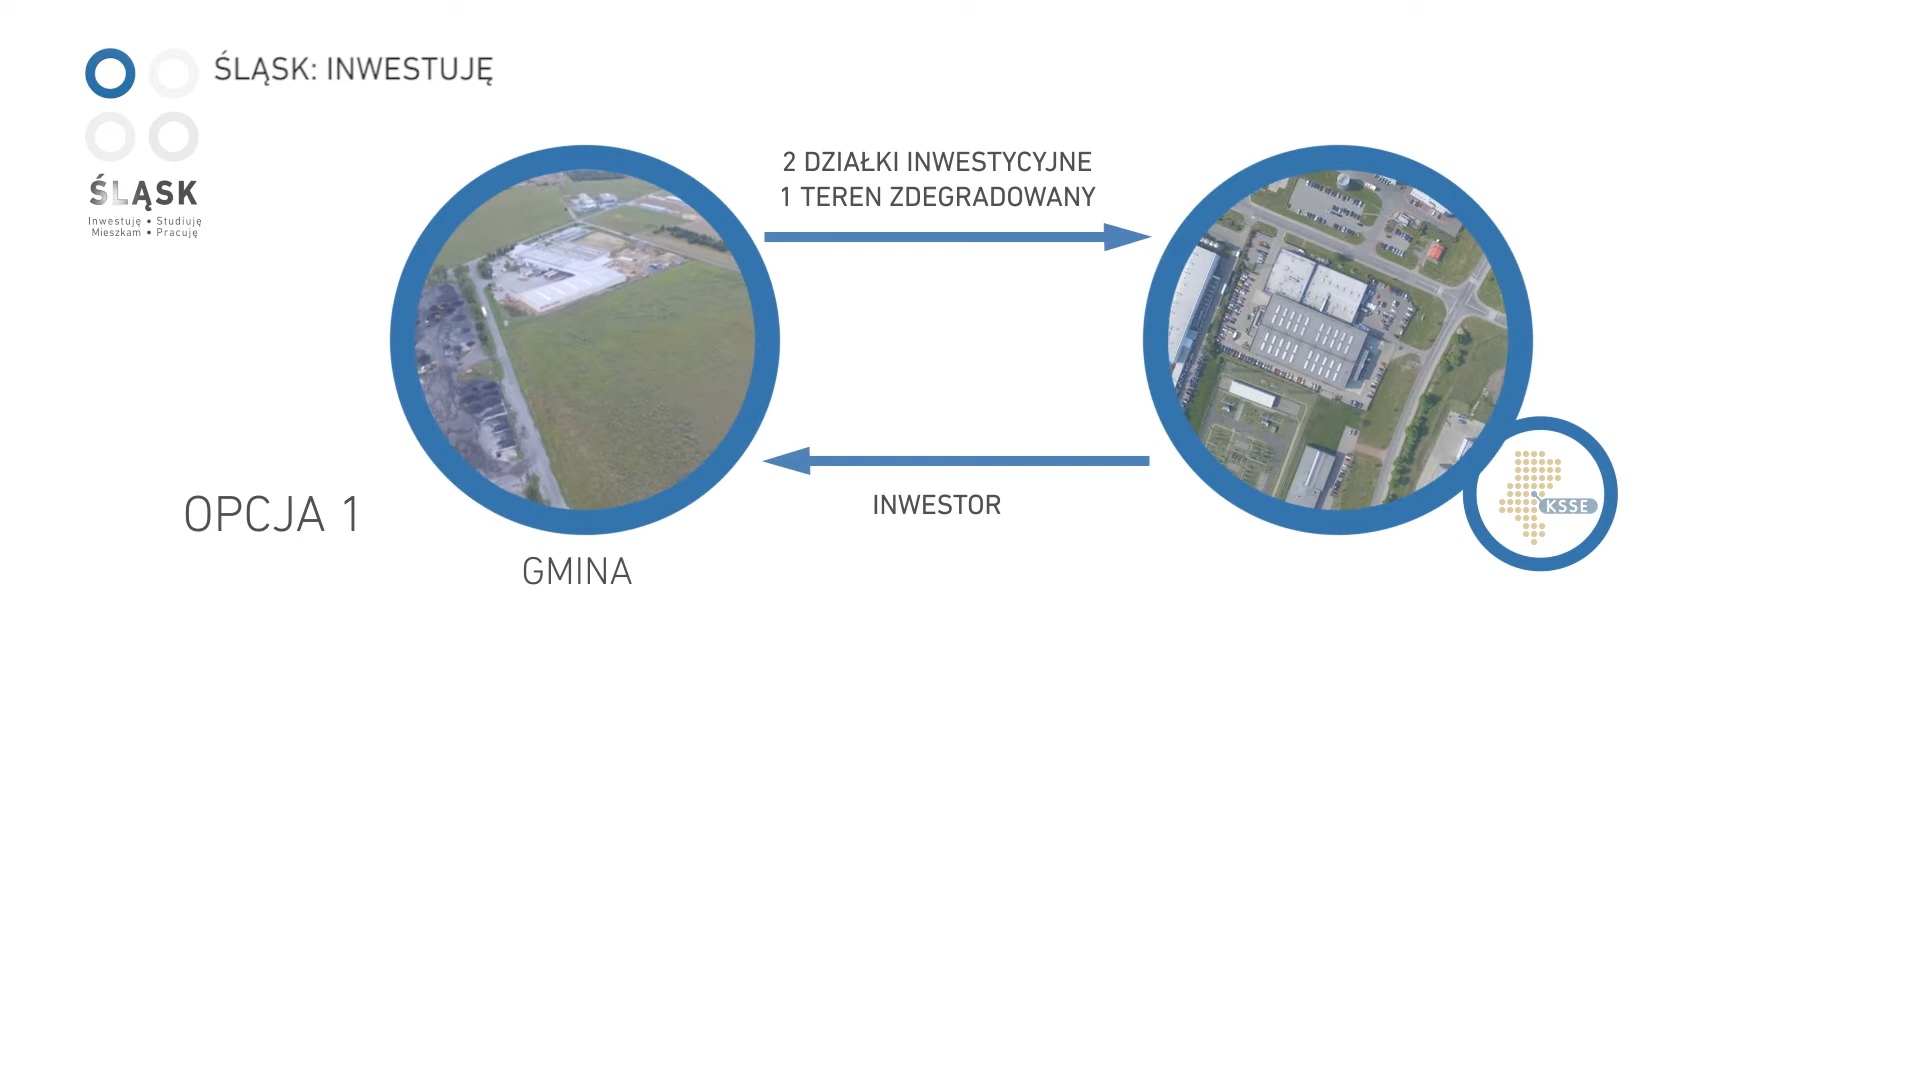 ŚLĄSK: INWESTUJĘ
ŚLĄSK
Inwestuję • Studiuję
Mieszkam • Pracuję
2 DZIAŁKI INWESTYCYJNE
1 TEREN ZDEGRADOWANY
INWESTOR
KSSE
OPCJA 1
GMINA